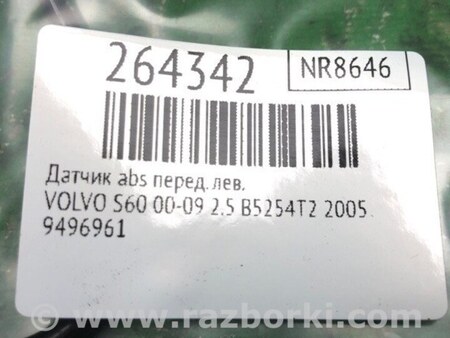 264342
NR8646
Датчик abs перед. лев.
VOLVO S60 00-09 2.5 B5254T2 2005
9496961
© www.razborki.com